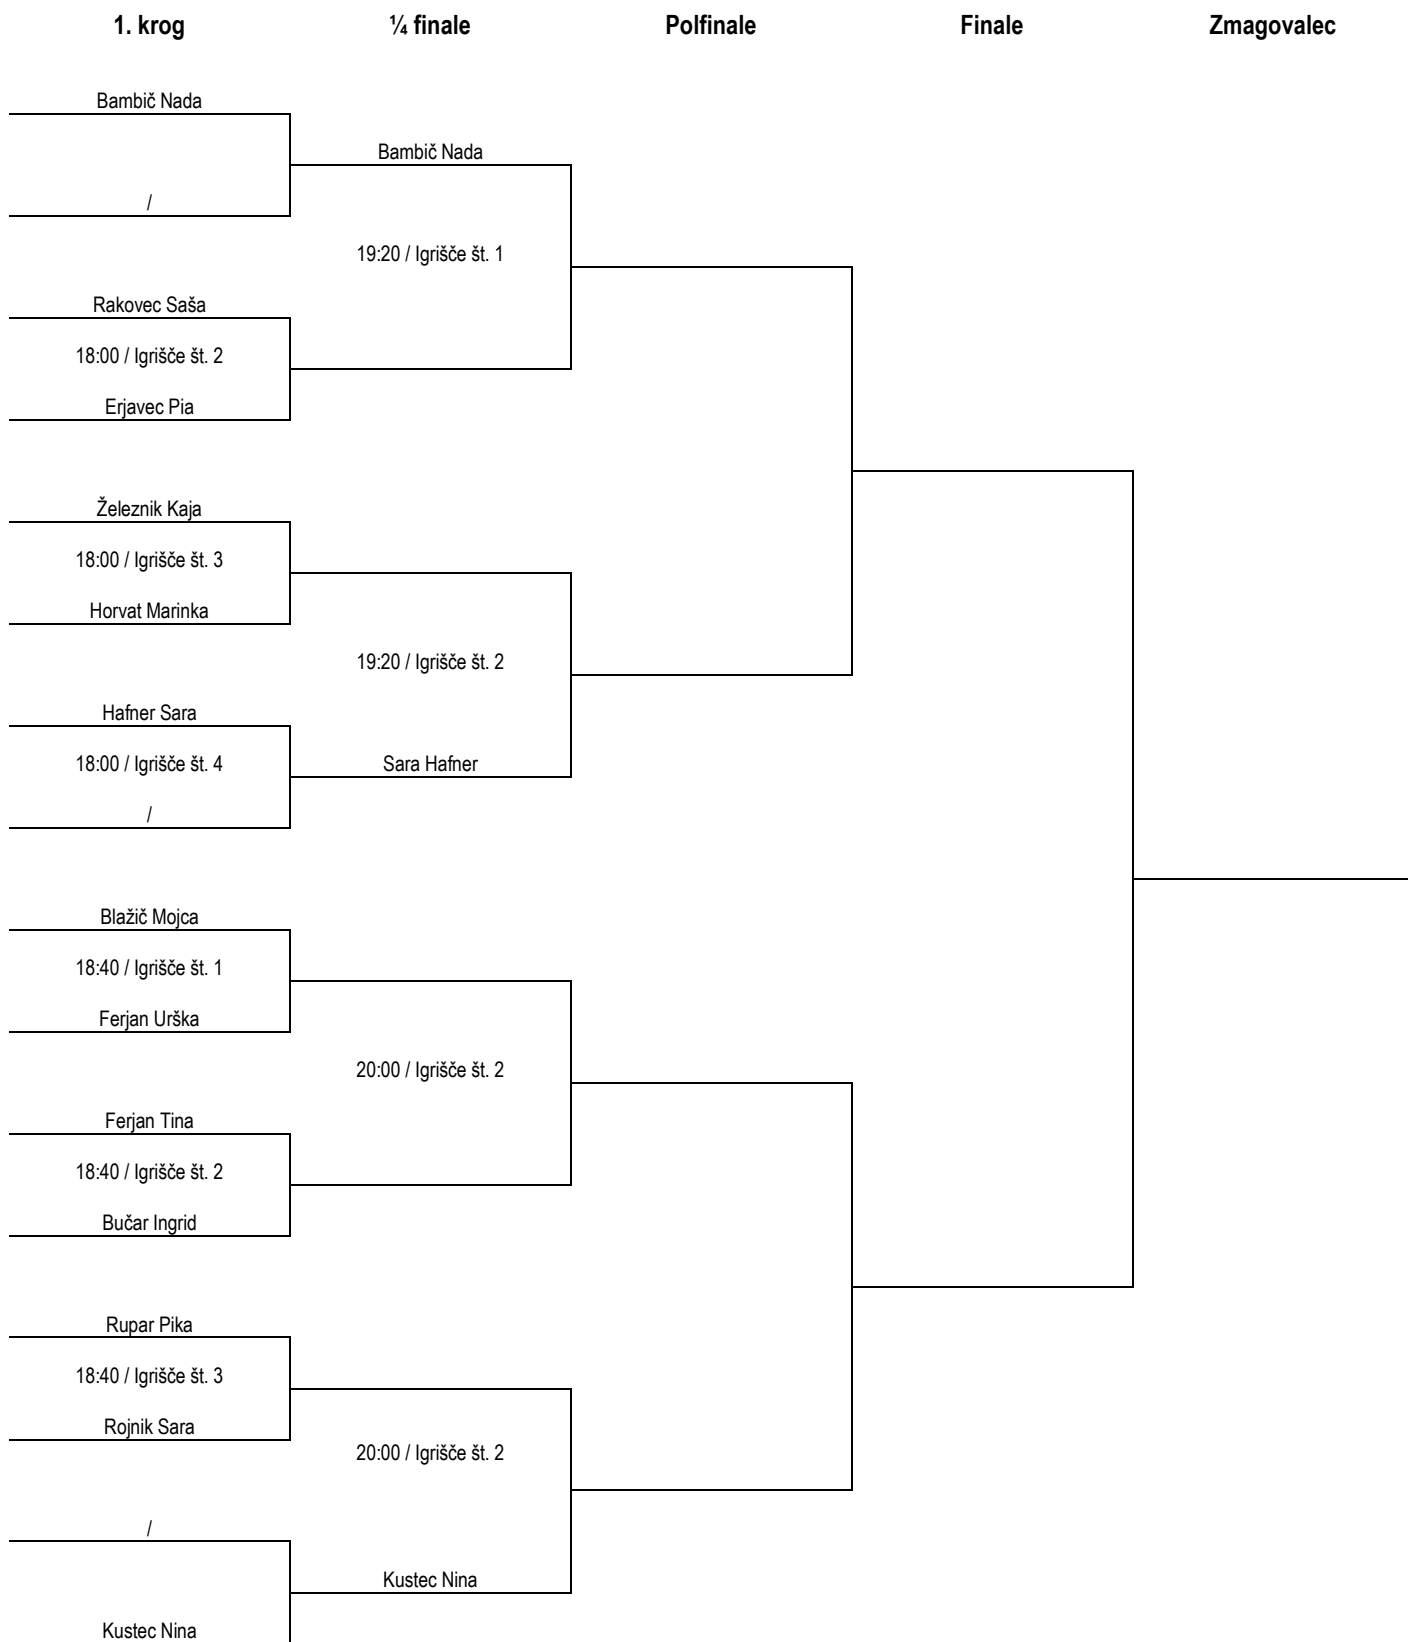 1. krog
¼ finale
Polfinale
Finale
Zmagovalec
Bambič Nada
Bambič Nada
/
19:20 / Igrišče št. 1
Rakovec Saša
18:00 / Igrišče št. 2
Erjavec Pia
Železnik Kaja
18:00 / Igrišče št. 3
Horvat Marinka
19:20 / Igrišče št. 2
Hafner Sara
18:00 / Igrišče št. 4
Sara Hafner
/
Blažič Mojca
18:40 / Igrišče št. 1
Ferjan Urška
20:00 / Igrišče št. 2
Ferjan Tina
18:40 / Igrišče št. 2
Bučar Ingrid
Rupar Pika
18:40 / Igrišče št. 3
Rojnik Sara
20:00 / Igrišče št. 2
/
Kustec Nina
Kustec Nina